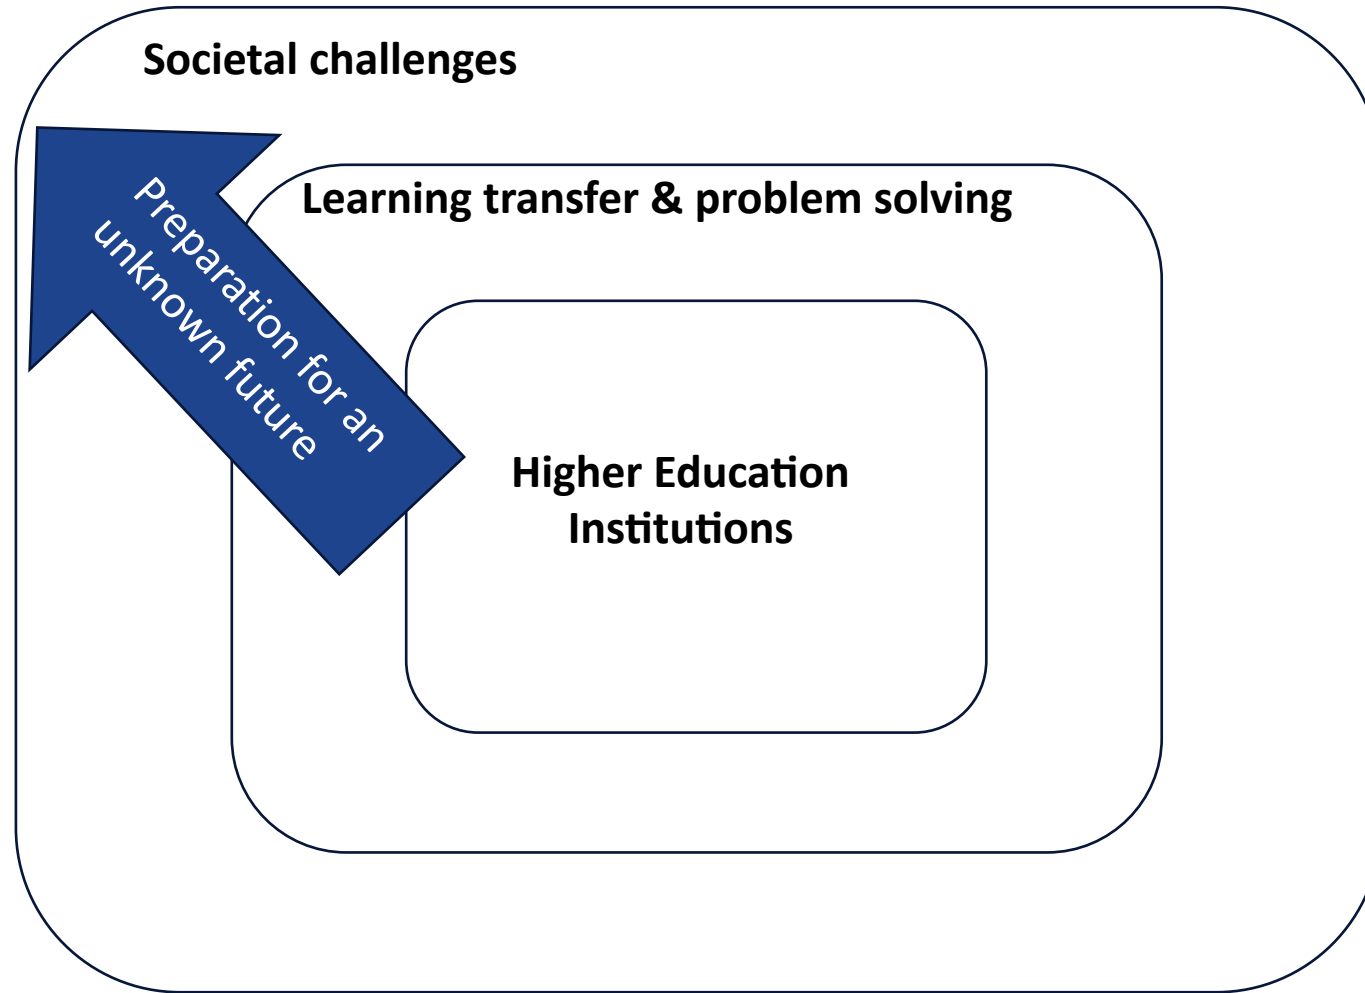 Societal challenges
Learning transfer & problem solving
Preparation for an
unknown future
Higher Education
Institutions